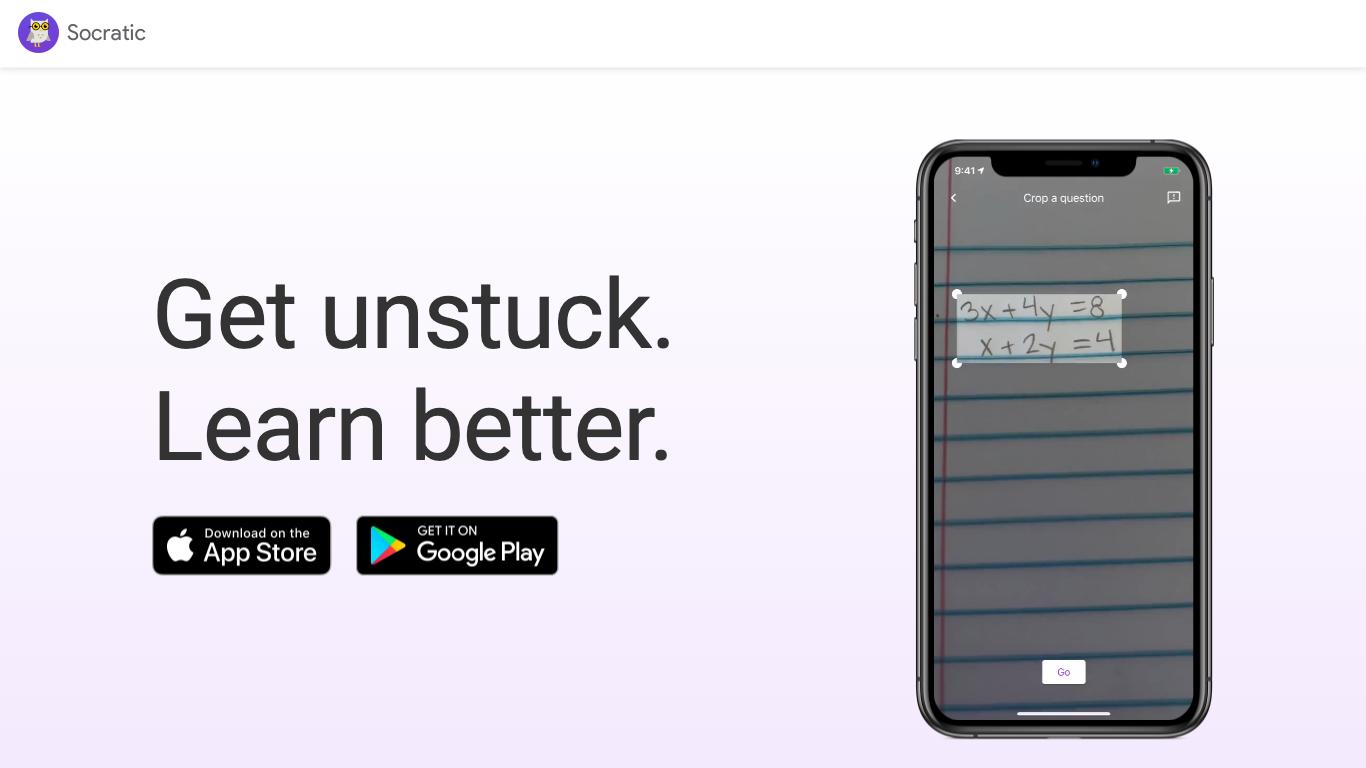 Socratic
Get unstuck.
Learn better.
Download on the
App Store
GET IT ON
Google Play
9:41
Crop a question
3x + 4y = 8
x + 2y = 4
Go